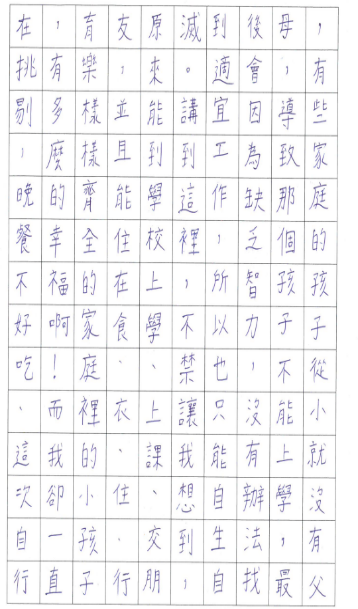 ，有些家庭的孩子從小就沒有父
母，導致那個孩子不能上學，最
後會因為缺乏智力，沒有辦法找
到適宜工作，所以也只能自生自
滅。講到這裡，不禁讓我想到，
原來能到學校上學、上課、交朋
友，並且能住在食、衣、住、行
育樂樣樣齊全的家庭裡的小孩子
，有多麼的幸福啊！而我卻一直
在挑剔，晚餐不好吃、這次自行